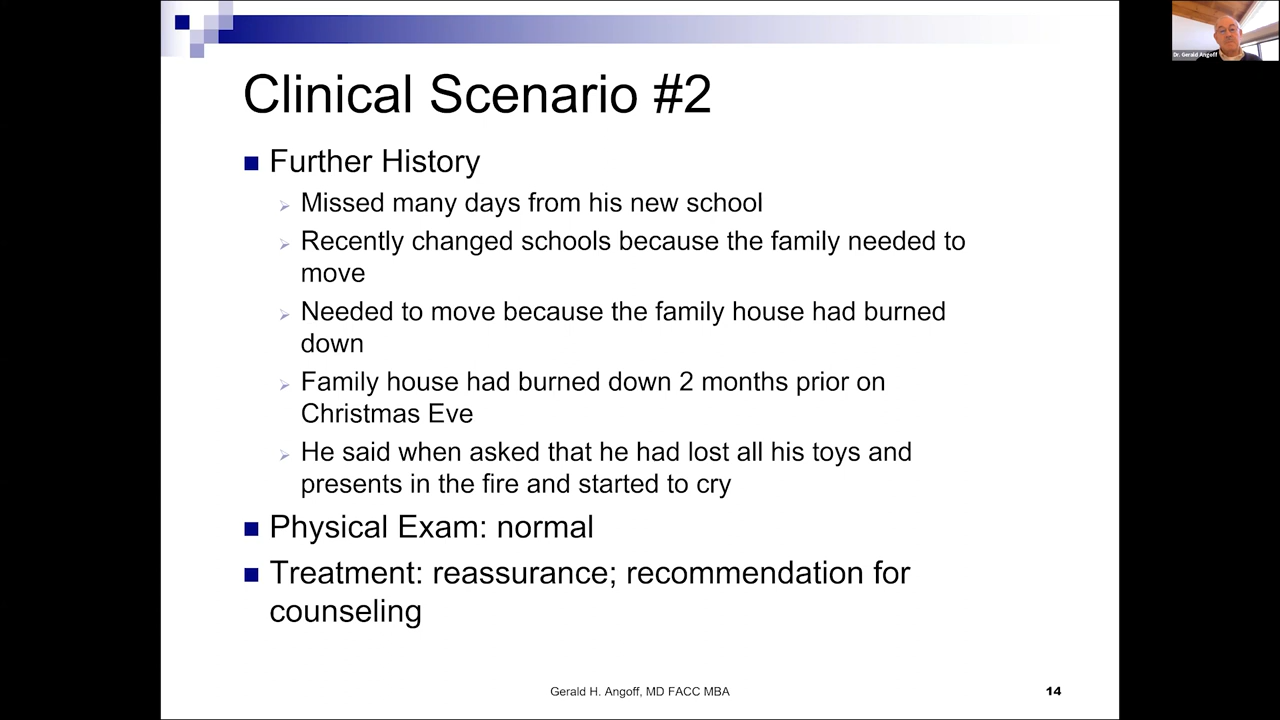 Dr. Gerald Angoff
Clinical Scenario #2
Further History
Missed many days from his new school
Recently changed schools because the family needed to
move
Needed to move because the family house had burned
down
Family house had burned down 2 months prior on
Christmas Eve
He said when asked that he had lost all his toys and
presents in the fire and started to cry
Physical Exam: normal
Treatment: reassurance; recommendation for
counseling
Gerald H. Angoff, MD FACC MBA
14